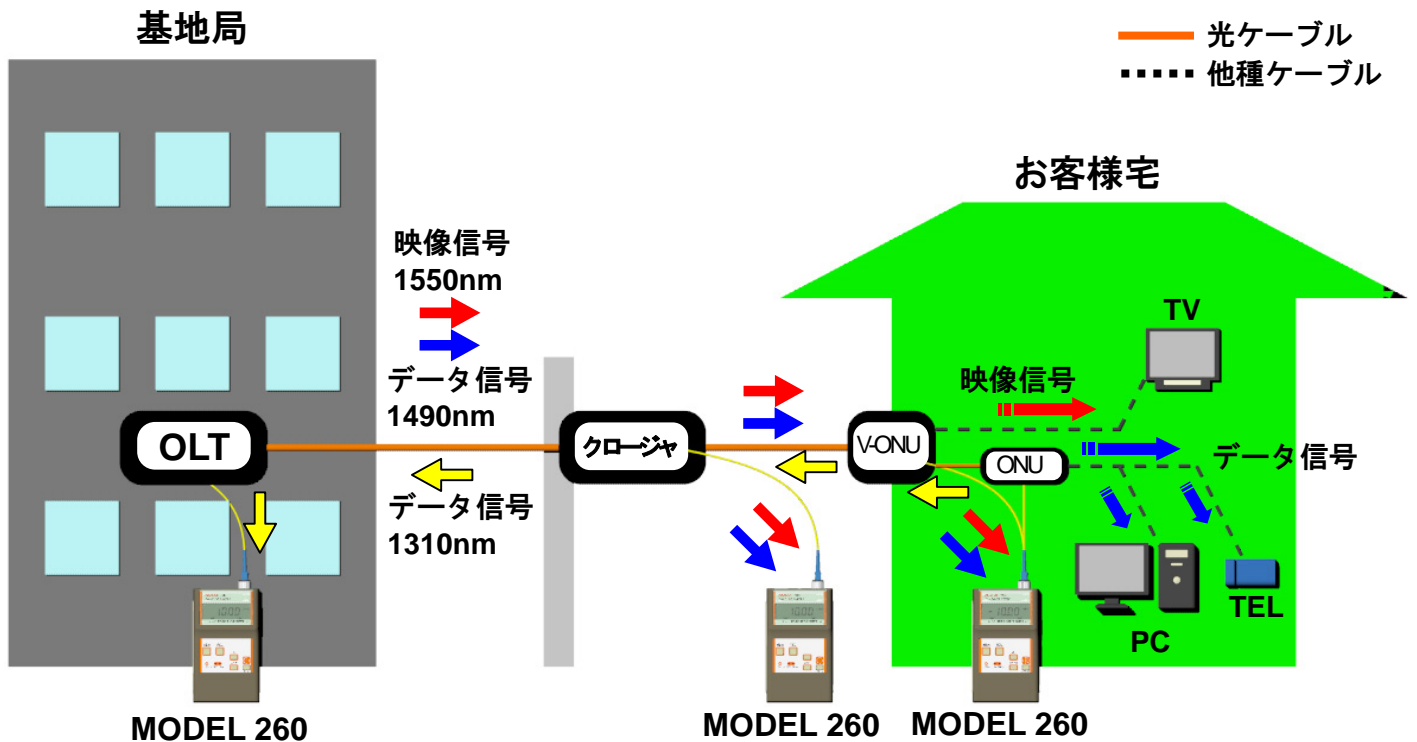 基地局
光ケーブル
他種ケーブル
お客様宅
映像信号
1550nm
データ信号
1490nm
TV
映像信号
OLT
クロージャ
V-ONU
ONU
データ信号
データ信号
1310nm
TEL
PC
MODEL 260
MODEL 260
MODEL 260